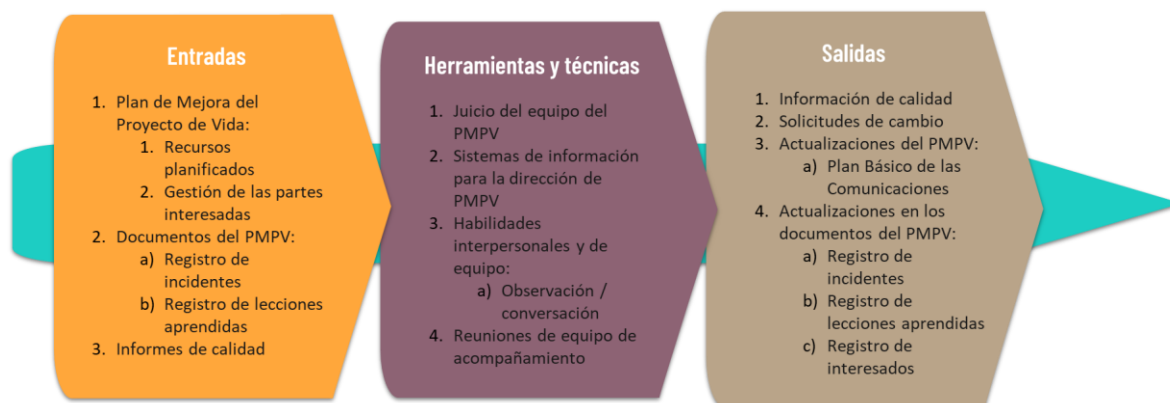 Entradas
1. Plan de Mejora del
Proyecto de Vida:
1. Recursos
planificados
2. Gestión de las partes
interesadas
2. Documentos del PMPV:
a) Registro de
incidentes
b) Registro de lecciones
aprendidas
3. Informes de calidad
Herramientas y técnicas
1. Juicio del equipo del
PMPV
2. Sistemas de información
para la dirección de
PMPV
3. Habilidades
interpersonales y de
equipo:
a) Observación /
conversación
4. Reuniones de equipo de
acompañamiento
Salidas
1. Información de calidad
2. Solicitudes de cambio
3. Actualizaciones del PMPV:
a) Plan Básico de las
Comunicaciones
4. Actualizaciones en los
documentos del PMPV:
a) Registro de
incidentes
b) Registro de
lecciones aprendidas
c) Registro de
interesados